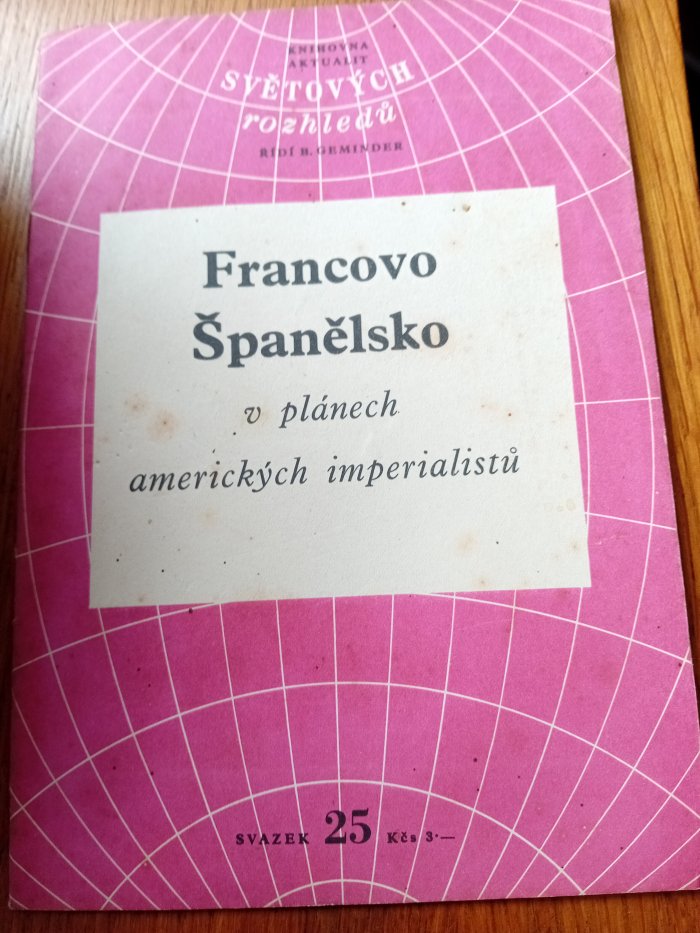 KNIHOVNA
AKTUALIT
SVĚTOVÝCH
rozhledů
ŘÍDÍ B. GEMINDER
Francovo
Španělsko
v plánech
amerických imperialistů
SVAZEK 25 Kčs 3·—